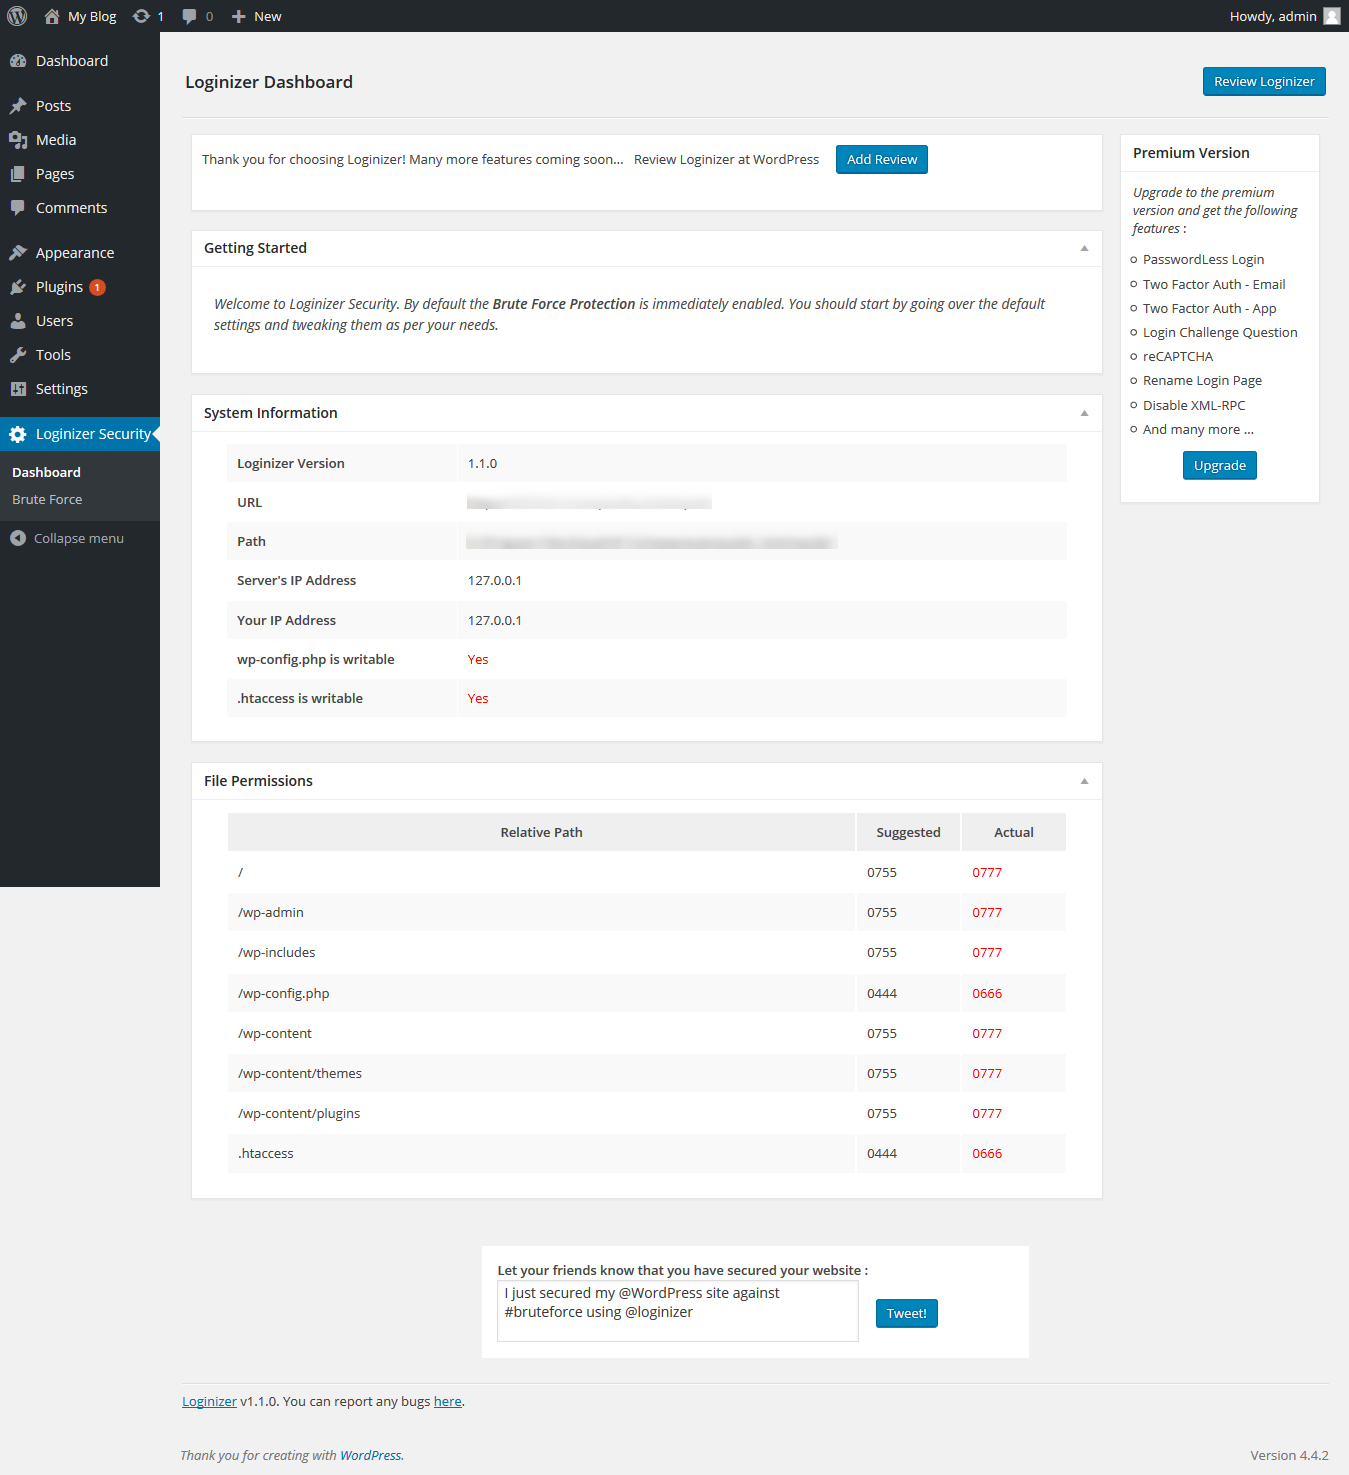 My Blog 1 0 New Howdy, admin
Dashboard
Posts
Media
Pages
Comments
Appearance
Plugins 1
Users
Tools
Settings
Loginizer Security
Dashboard
Brute Force
Collapse menu
Loginizer Dashboard
Review Loginizer
Thank you for choosing Loginizer! Many more features coming soon... Review Loginizer at WordPress Add Review
Getting Started
Welcome to Loginizer Security. By default the Brute Force Protection is immediately enabled. You should start by going over the default
settings and tweaking them as per your needs.
System Information
Loginizer Version 1.1.0
URL
Path
Server's IP Address 127.0.0.1
Your IP Address 127.0.0.1
wp-config.php is writable Yes
.htaccess is writable Yes
File Permissions
Relative Path Suggested Actual
/ 0755 0777
/wp-admin 0755 0777
/wp-includes 0755 0777
/wp-config.php 0444 0666
/wp-content 0755 0777
/wp-content/themes 0755 0777
/wp-content/plugins 0755 0777
.htaccess 0444 0666
Premium Version
Upgrade to the premium
version and get the following
features :
PasswordLess Login
Two Factor Auth - Email
Two Factor Auth - App
Login Challenge Question
reCAPTCHA
Rename Login Page
Disable XML-RPC
And many more ...
Upgrade
Let your friends know that you have secured your website :
I just secured my @WordPress site against
#bruteforce using @loginizer
Tweet!
Loginizer v1.1.0. You can report any bugs here.
Thank you for creating with WordPress. Version 4.4.2